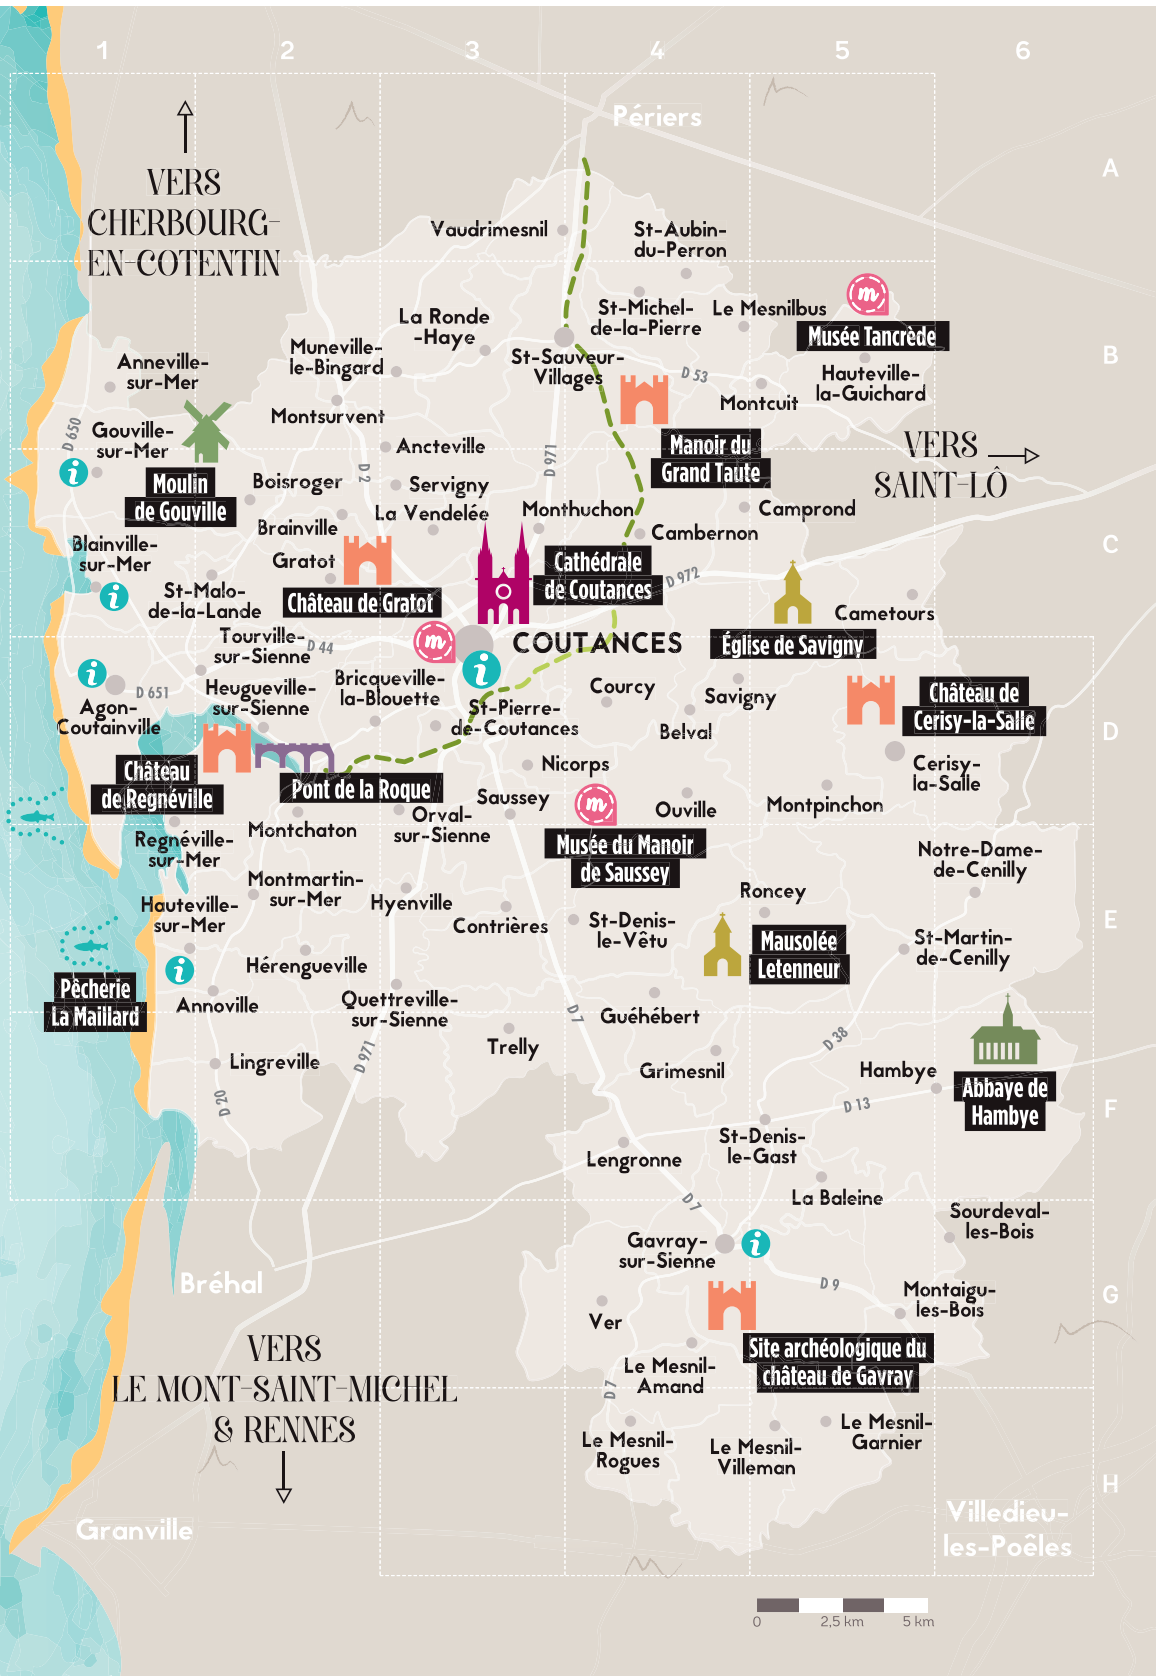 1
2
3
4
5
6
A
B
C
D
E
F
G
H
Périers
VERS
CHERBOURG-
EN-COTENTIN
Vaudrimesnil
St-Aubin-
du-Perron
La Ronde
-Haye
St-Michel-
de-la-Pierre
Le Mesnilbus
m
Musée Tancrède
Anneville-
sur-Mer
Muneville-
le-Bingard
St-Sauveur-
Villages
D 53
Hauteville-
la-Guichard
Montsurvent
Montcuit
D 650
Gouville-
sur-Mer
Ancteville
D 971
Manoir du
Grand Taute
VERS
SAINT-LÔ
i
Moulin
de Gouville
Boisroger
D 2
Servigny
La Vendelée
Monthuchon
Camprond
Brainville
Cambernon
Blainville-
sur-Mer
Gratot
Cathédrale
de Coutances
D 972
i
St-Malo-
de-la-Lande
Château de Gratot
Cametours
Tourville-
sur-Sienne
D 44
m
COUTANCES
Église de Savigny
i
i
D 651
Agon-
Coutainville
Heugueville-
sur-Sienne
Bricqueville-
la-Blouette
St-Pierre-
de-Coutances
Courcy
Savigny
Belval
Château de
Cerisy-la-Salle
Château
de Regnéville
Pont de la Roque
Nicorps
Cerisy-
la-Salle
Saussey
m
Ouville
Montpinchon
Regnéville-
sur-Mer
Montchaton
Orval-
sur-Sienne
Musée du Manoir
de Saussey
Notre-Dame-
de-Cenilly
Montmartin-
sur-Mer
Hyenville
Roncey
Hauteville-
sur-Mer
Contrières
St-Denis-
le-Vêtu
Mausolée
Letenneur
St-Martin-
de-Cenilly
Pêcherie
La Maillard
i
Hérengueville
Annoville
Quettreville-
sur-Sienne
D 7
Guéhébert
Trelly
D 38
Lingreville
D 971
Grimesnil
Hambye
Abbaye de
Hambye
D 20
D 13
St-Denis-
le-Gast
Lengronne
La Baleine
D 7
Sourdeval-
les-Bois
Gavray-
sur-Sienne
i
Bréhal
D 9
Montaigu-
les-Bois
Ver
VERS
LE MONT-SAINT-MICHEL
& RENNES
Site archéologique du
château de Gavray
Le Mesnil-
Amand
D 7
Le Mesnil-
Rogues
Le Mesnil-
Villeman
Le Mesnil-
Garnier
Granville
Villedieu-
les-Poêles
0
2,5 km
5 km